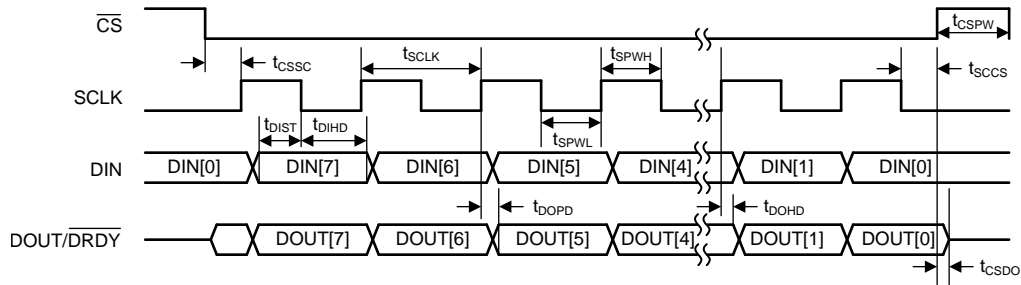 CS
tCSPW
tCSSC
tSCLK
tSPWH
tSCCS
SCLK
tDIST
tDIHD
tSPWL
DIN
DIN[0]
DIN[7]
DIN[6]
DIN[5]
DIN[4]
DIN[1]
DIN[0]
tDOPD
tDOHD
DOUT/DRDY
DOUT[7]
DOUT[6]
DOUT[5]
DOUT[4]
DOUT[1]
DOUT[0]
tCSDO